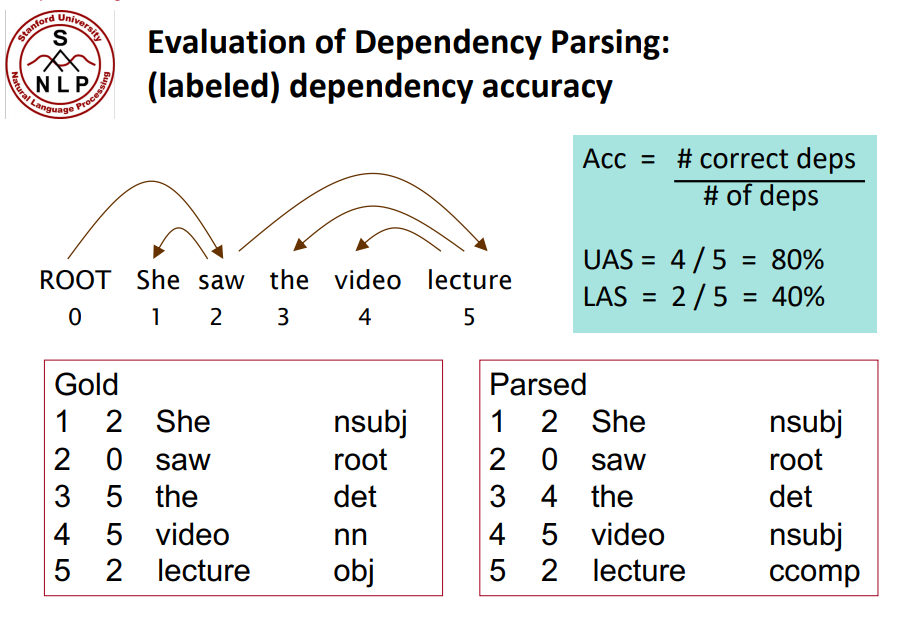 Stanford University
S
NLP
Natural Language Processing
Evaluation of Dependency Parsing:
(labeled) dependency accuracy
Acc = # correct deps
# of deps
UAS = 4 / 5 = 80%
LAS = 2 / 5 = 40%
ROOT She saw the video lecture
0 1 2 3 4 5
Gold
1 2 She nsubj
2 0 saw root
3 5 the det
4 5 video nn
5 2 lecture obj
Parsed
1 2 She nsubj
2 0 saw root
3 4 the det
4 5 video nsubj
5 2 lecture ccomp